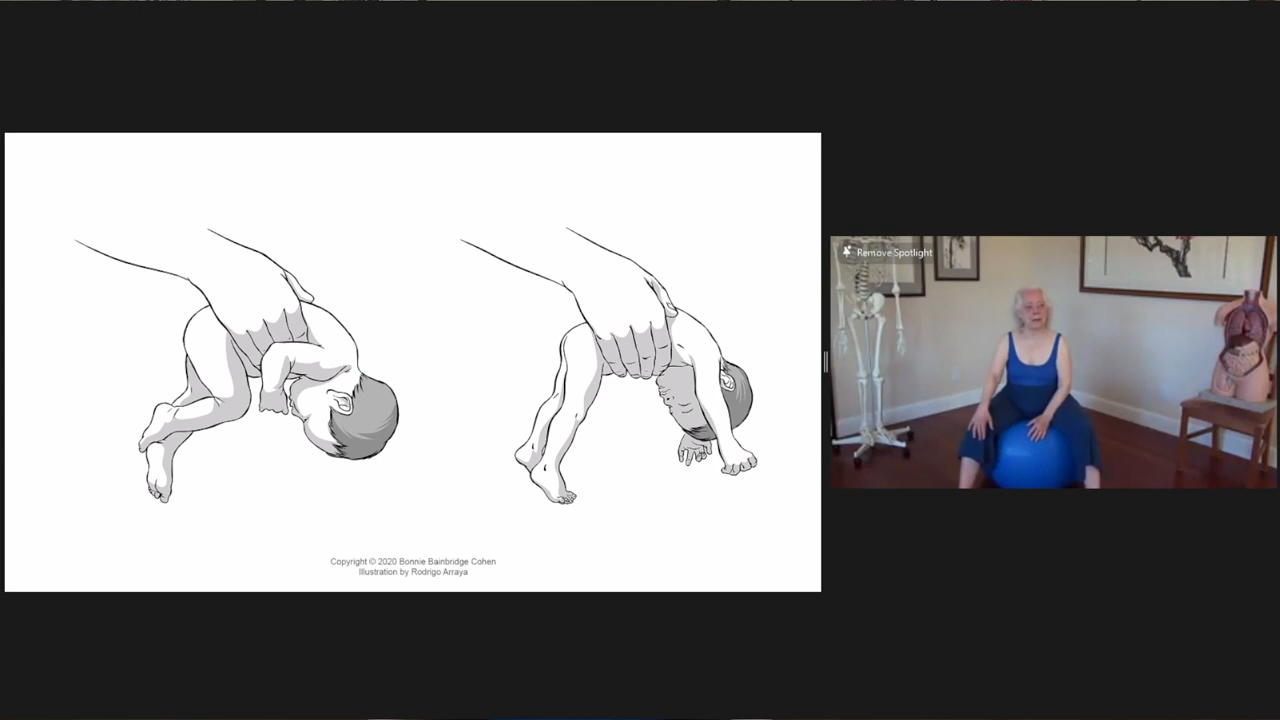 Remove Spotlight
Copyright © 2020 Bonnie Bainbridge Cohen
Illustration by Rodrigo Arraya